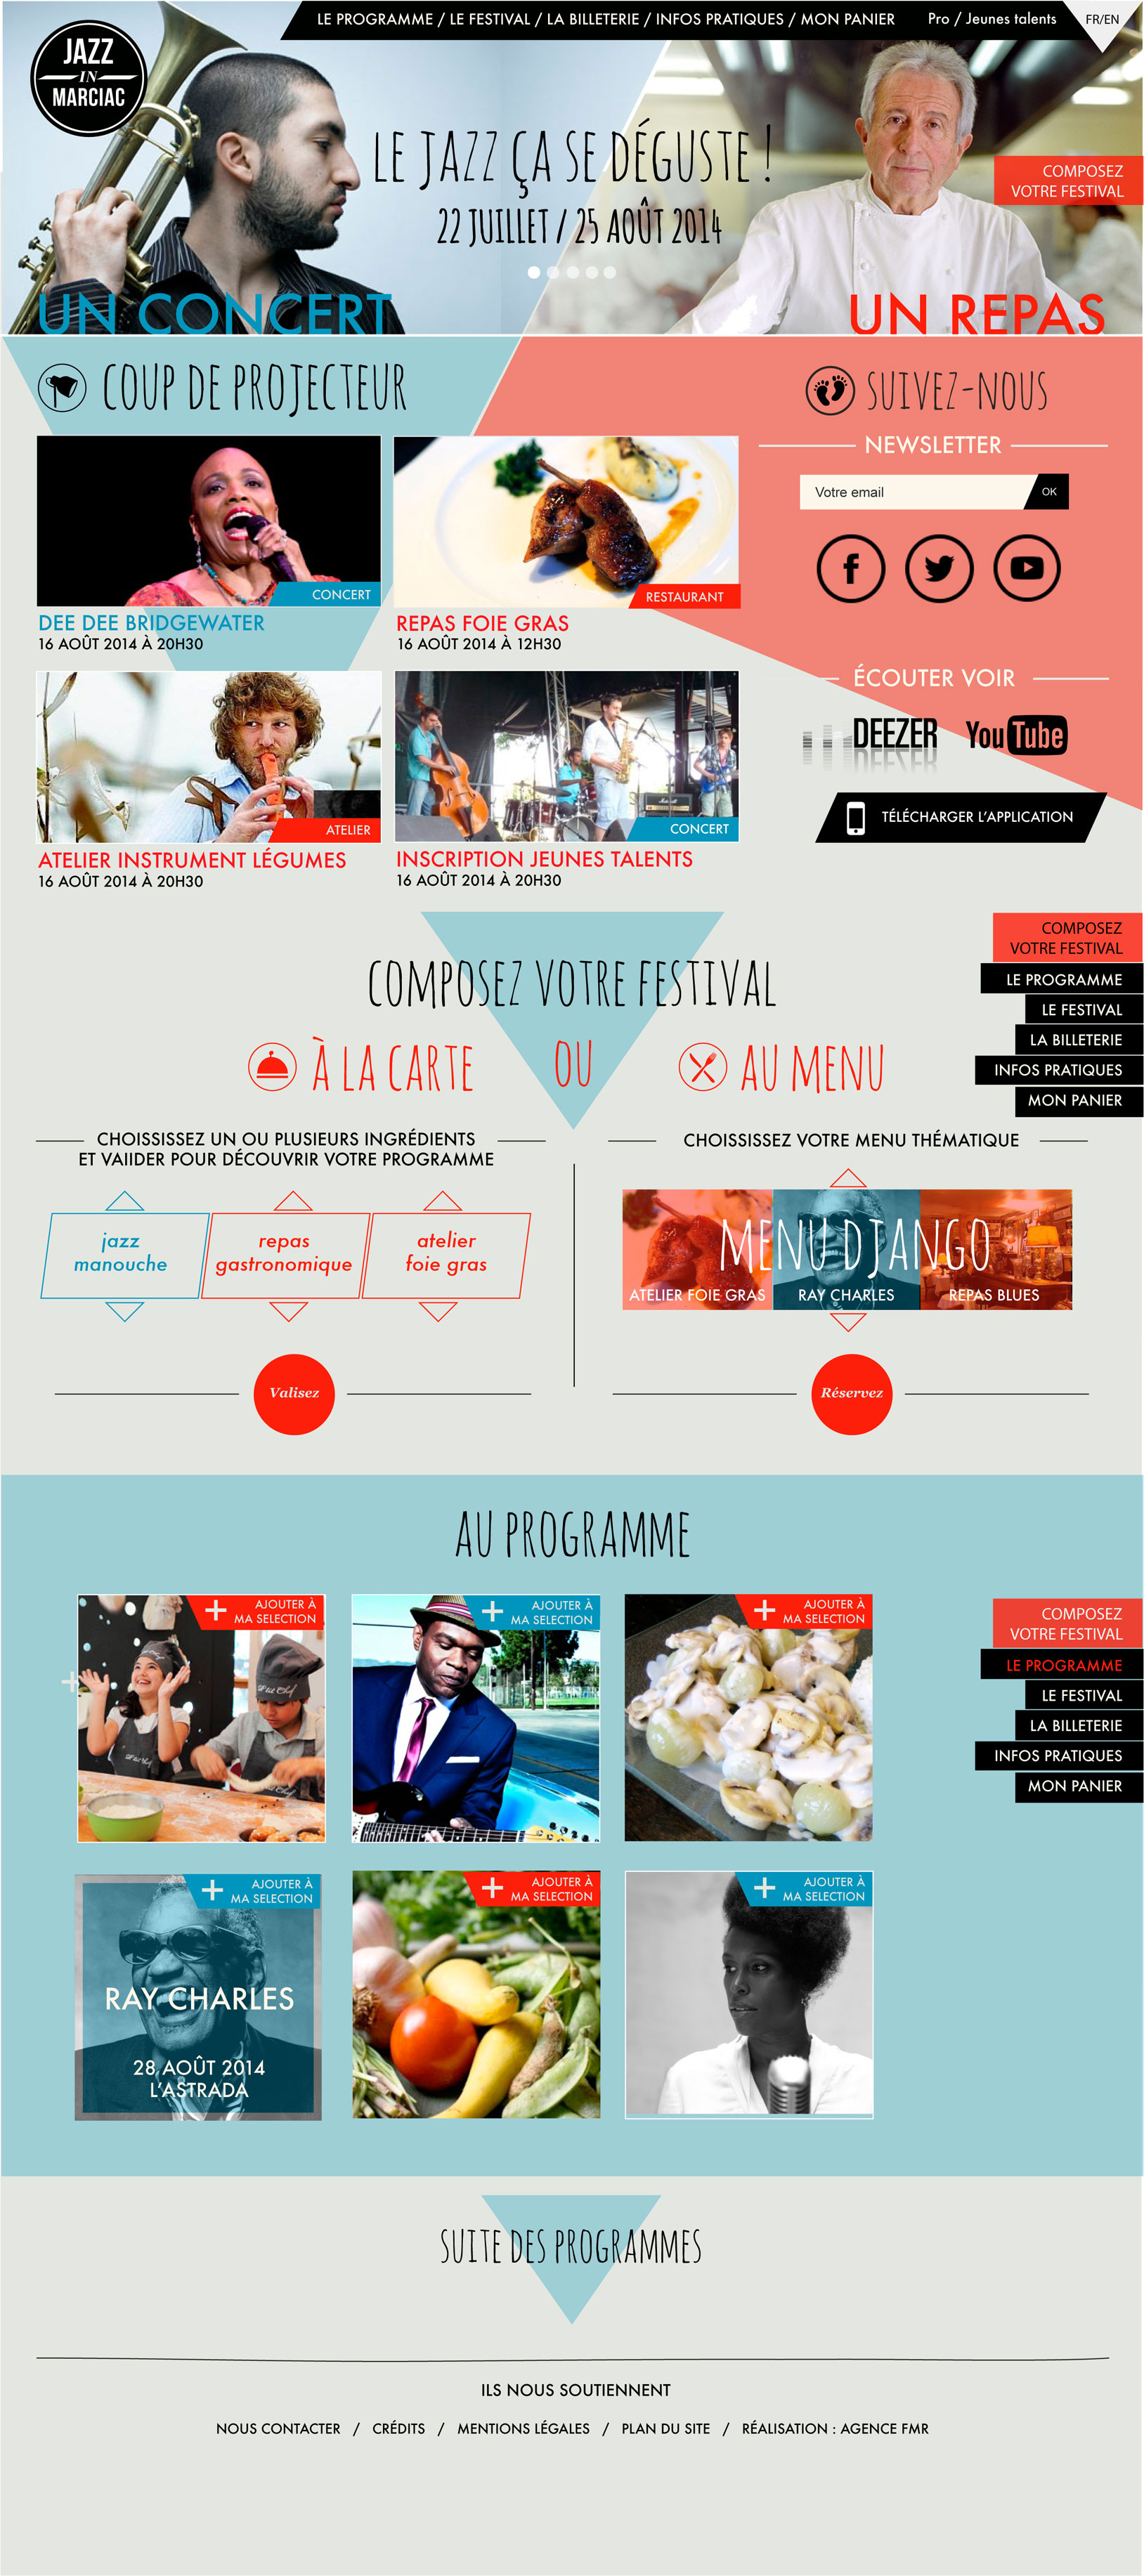 JAZZ
IN
MARCIAC
LE PROGRAMME / LE FESTIVAL / LA BILLETERIE / INFOS PRATIQUES / MON PANIER
Pro / Jeunes talents
FR/EN
LE JAZZ ÇA SE DÉGUSTE !
22 JUILLET / 25 AOÛT 2014
COMPOSEZ
VOTRE FESTIVAL
UN CONCERT
UN REPAS
COUP DE PROJECTEUR
CONCERT
DEE DEE BRIDGEWATER
16 AOÛT 2014 À 20H30
RESTAURANT
REPAS FOIE GRAS
16 AOÛT 2014 À 12H30
ATELIER
ATELIER INSTRUMENT LÉGUMES
16 AOÛT 2014 À 20H30
CONCERT
INSCRIPTION JEUNES TALENTS
16 AOÛT 2014 À 20H30
SUIVEZ-NOUS
NEWSLETTER
Votre email
OK
ÉCOUTER VOIR
DEEZER
YouTube
TÉLÉCHARGER L'APPLICATION
COMPOSEZ VOTRE FESTIVAL
À LA CARTE
OU
AU MENU
COMPOSEZ
VOTRE FESTIVAL
LE PROGRAMME
LE FESTIVAL
LA BILLETERIE
INFOS PRATIQUES
MON PANIER
CHOISSISSEZ UN OU PLUSIEURS INGRÉDIENTS
ET VAIIDER POUR DÉCOUVRIR VOTRE PROGRAMME
jazz
manouche
repas
gastronomique
atelier
foie gras
Valisez
CHOISSISSEZ VOTRE MENU THÉMATIQUE
MENU DJANGO
ATELIER FOIE GRAS
RAY CHARLES
REPAS BLUES
Réservez
AU PROGRAMME
+ AJOUTER À
MA SELECTION
P'tit Chef
+ AJOUTER À
MA SELECTION
+ AJOUTER À
MA SELECTION
COMPOSEZ
VOTRE FESTIVAL
LE PROGRAMME
LE FESTIVAL
LA BILLETERIE
INFOS PRATIQUES
MON PANIER
+ AJOUTER À
MA SELECTION
RAY CHARLES
28 AOÛT 2014
L'ASTRADA
+ AJOUTER À
MA SELECTION
+ AJOUTER À
MA SELECTION
SUITE DES PROGRAMMES
ILS NOUS SOUTIENNENT
NOUS CONTACTER / CRÉDITS / MENTIONS LÉGALES / PLAN DU SITE / RÉALISATION : AGENCE FMR